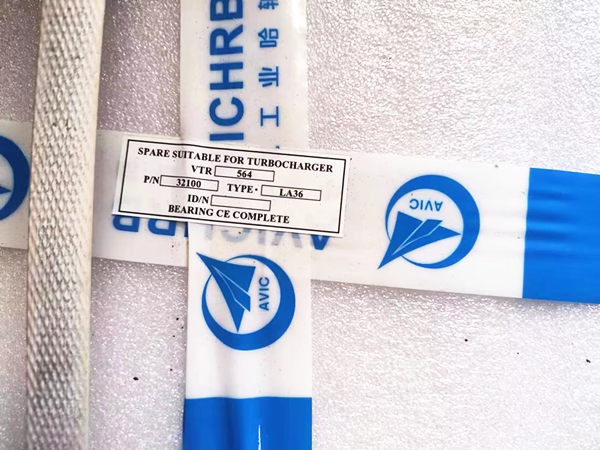 ICHRB
工业哈轴
SPARE SUITABLE FOR TURBOCHARGER
VTR 564
P/N 32100 TYPE· LA36
ID/N
BEARING CE COMPLETE
AVIC
AVIC